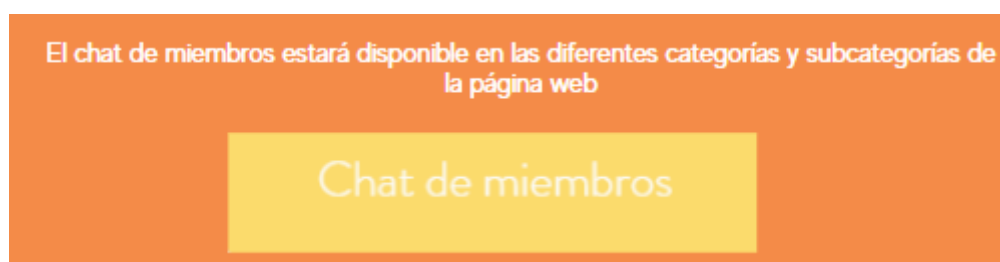 El chat de miembros estará disponible en las diferentes categorías y subcategorías de
la página web
Chat de miembros